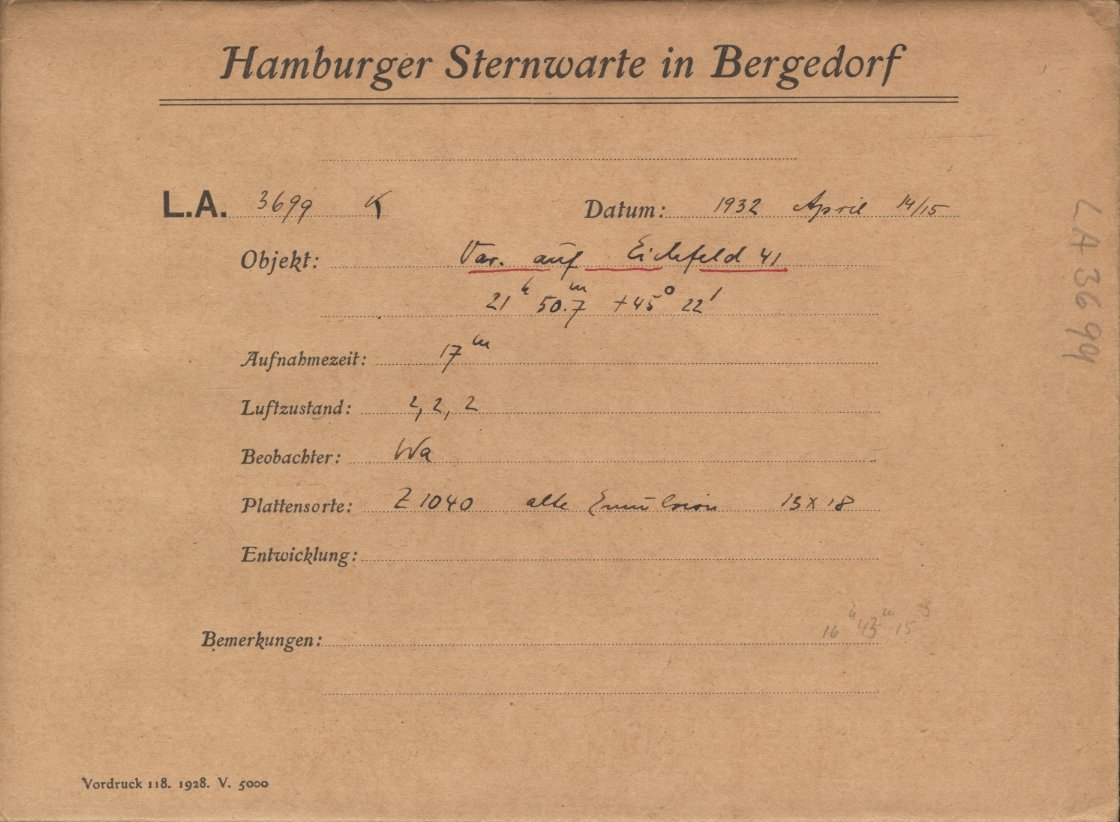 Hamburger Sternwarte in Bergedorf
L.A. 3699 K Datum: 1932 April 14/15
Objekt: Var. auf Eichfeld 41
21h 50.7m +45° 22'
Aufnahmezeit: 17m
Luftzustand: 2, 2, 2
Beobachter: Wa
Plattensorte: Z 1040 alte Emulsion 13 x 18
Entwicklung:
Bemerkungen: 16h 43m 15s
Vordruck 118. 1928. V. 5000
LA 3699